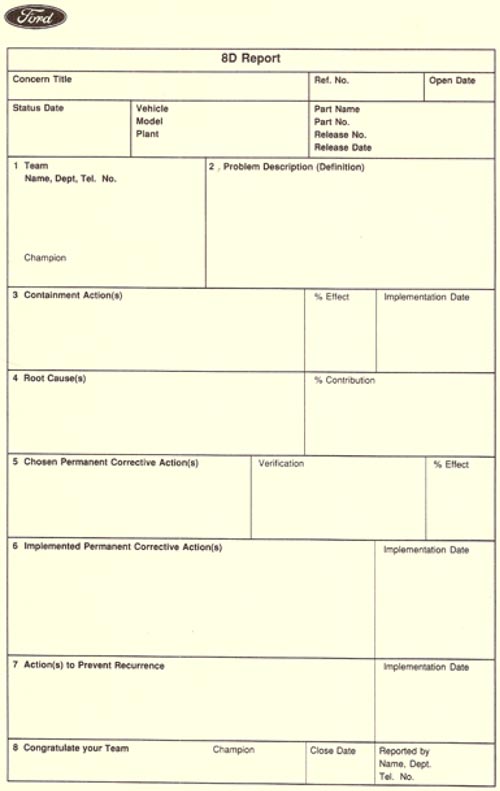 Ford
8D Report
Concern Title
Ref. No.
Open Date
Status Date
Vehicle
Model
Plant
Part Name
Part No.
Release No.
Release Date
1 Team
Name, Dept, Tel. No.
Champion
2 . Problem Description (Definition)
3 Containment Action(s)
% Effect
Implementation Date
4 Root Cause(s)
% Contribution
5 Chosen Permanent Corrective Action(s)
Verification
% Effect
6 Implemented Permanent Corrective Action(s)
Implementation Date
7 Action(s) to Prevent Recurrence
Implementation Date
8 Congratulate your Team
Champion
Close Date
Reported by
Name, Dept.
Tel. No.